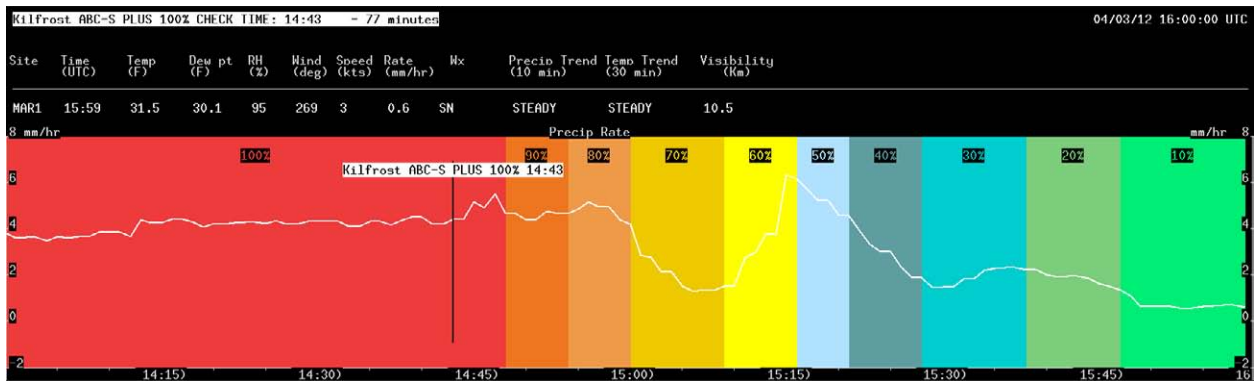 Kilfrost ABC-S PLUS 100% CHECK TIME: 14:43 - 77 minutes 04/03/12 16:00:00 UTC
Site Time Temp Dew pt RH Wind Speed Rate Wx Precip Trend Temp Trend Visibility
(UTC) (F) (F) (%) (deg) (kts) (mm/hr) (10 min) (30 min) (Km)
MAR1 15:59 31.5 30.1 95 269 3 0.6 SN STEADY STEADY 10.5
8 mm/hr Precip Rate mm/hr 8
100% 90% 80% 70% 60% 50% 40% 30% 20% 10%
Kilfrost ABC-S PLUS 100% 14:43
6 6
4 4
2 2
0 0
-2 -2
14:15) 14:30) 14:45) 15:00) 15:15) 15:30) 15:45) 16